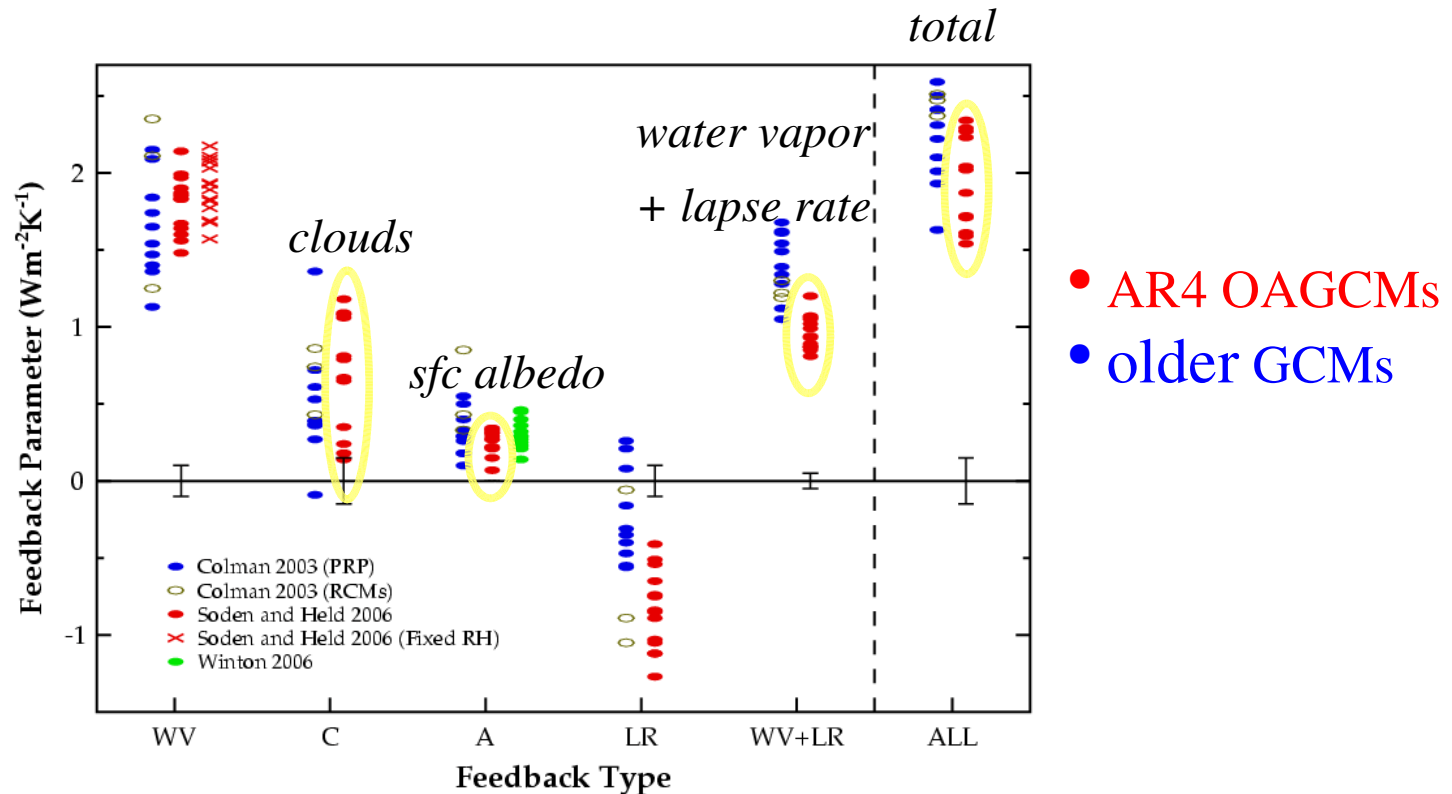 total
water vapor
+ lapse rate
clouds
sfc albedo
• AR4 OAGCMs
• older GCMs
Feedback Parameter (Wm⁻²K⁻¹)
2
1
0
-1
Colman 2003 (PRP)
Colman 2003 (RCMs)
Soden and Held 2006
Soden and Held 2006 (Fixed RH)
Winton 2006
WV C A LR WV+LR ALL
Feedback Type